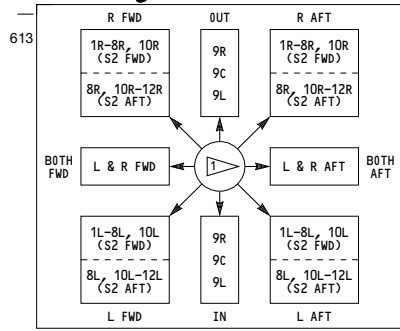 613
R FWD OUT R AFT
1R-8R, 10R
(S2 FWD)
8R, 10R-12R
(S2 AFT)
9R
9C
9L
1R-8R, 10R
(S2 FWD)
8R, 10R-12R
(S2 AFT)
BOTH
FWD
L & R FWD
1
L & R AFT
BOTH
AFT
1L-8L, 10L
(S2 FWD)
8L, 10L-12L
(S2 AFT)
9R
9C
9L
1L-8L, 10L
(S2 FWD)
8L, 10L-12L
(S2 AFT)
L FWD IN L AFT